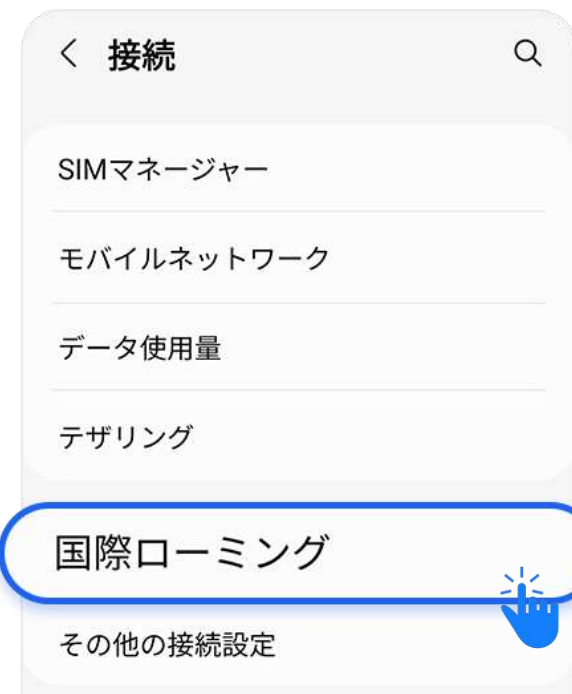 接続
SIMマネージャー
モバイルネットワーク
データ使用量
テザリング
国際ローミング
その他の接続設定